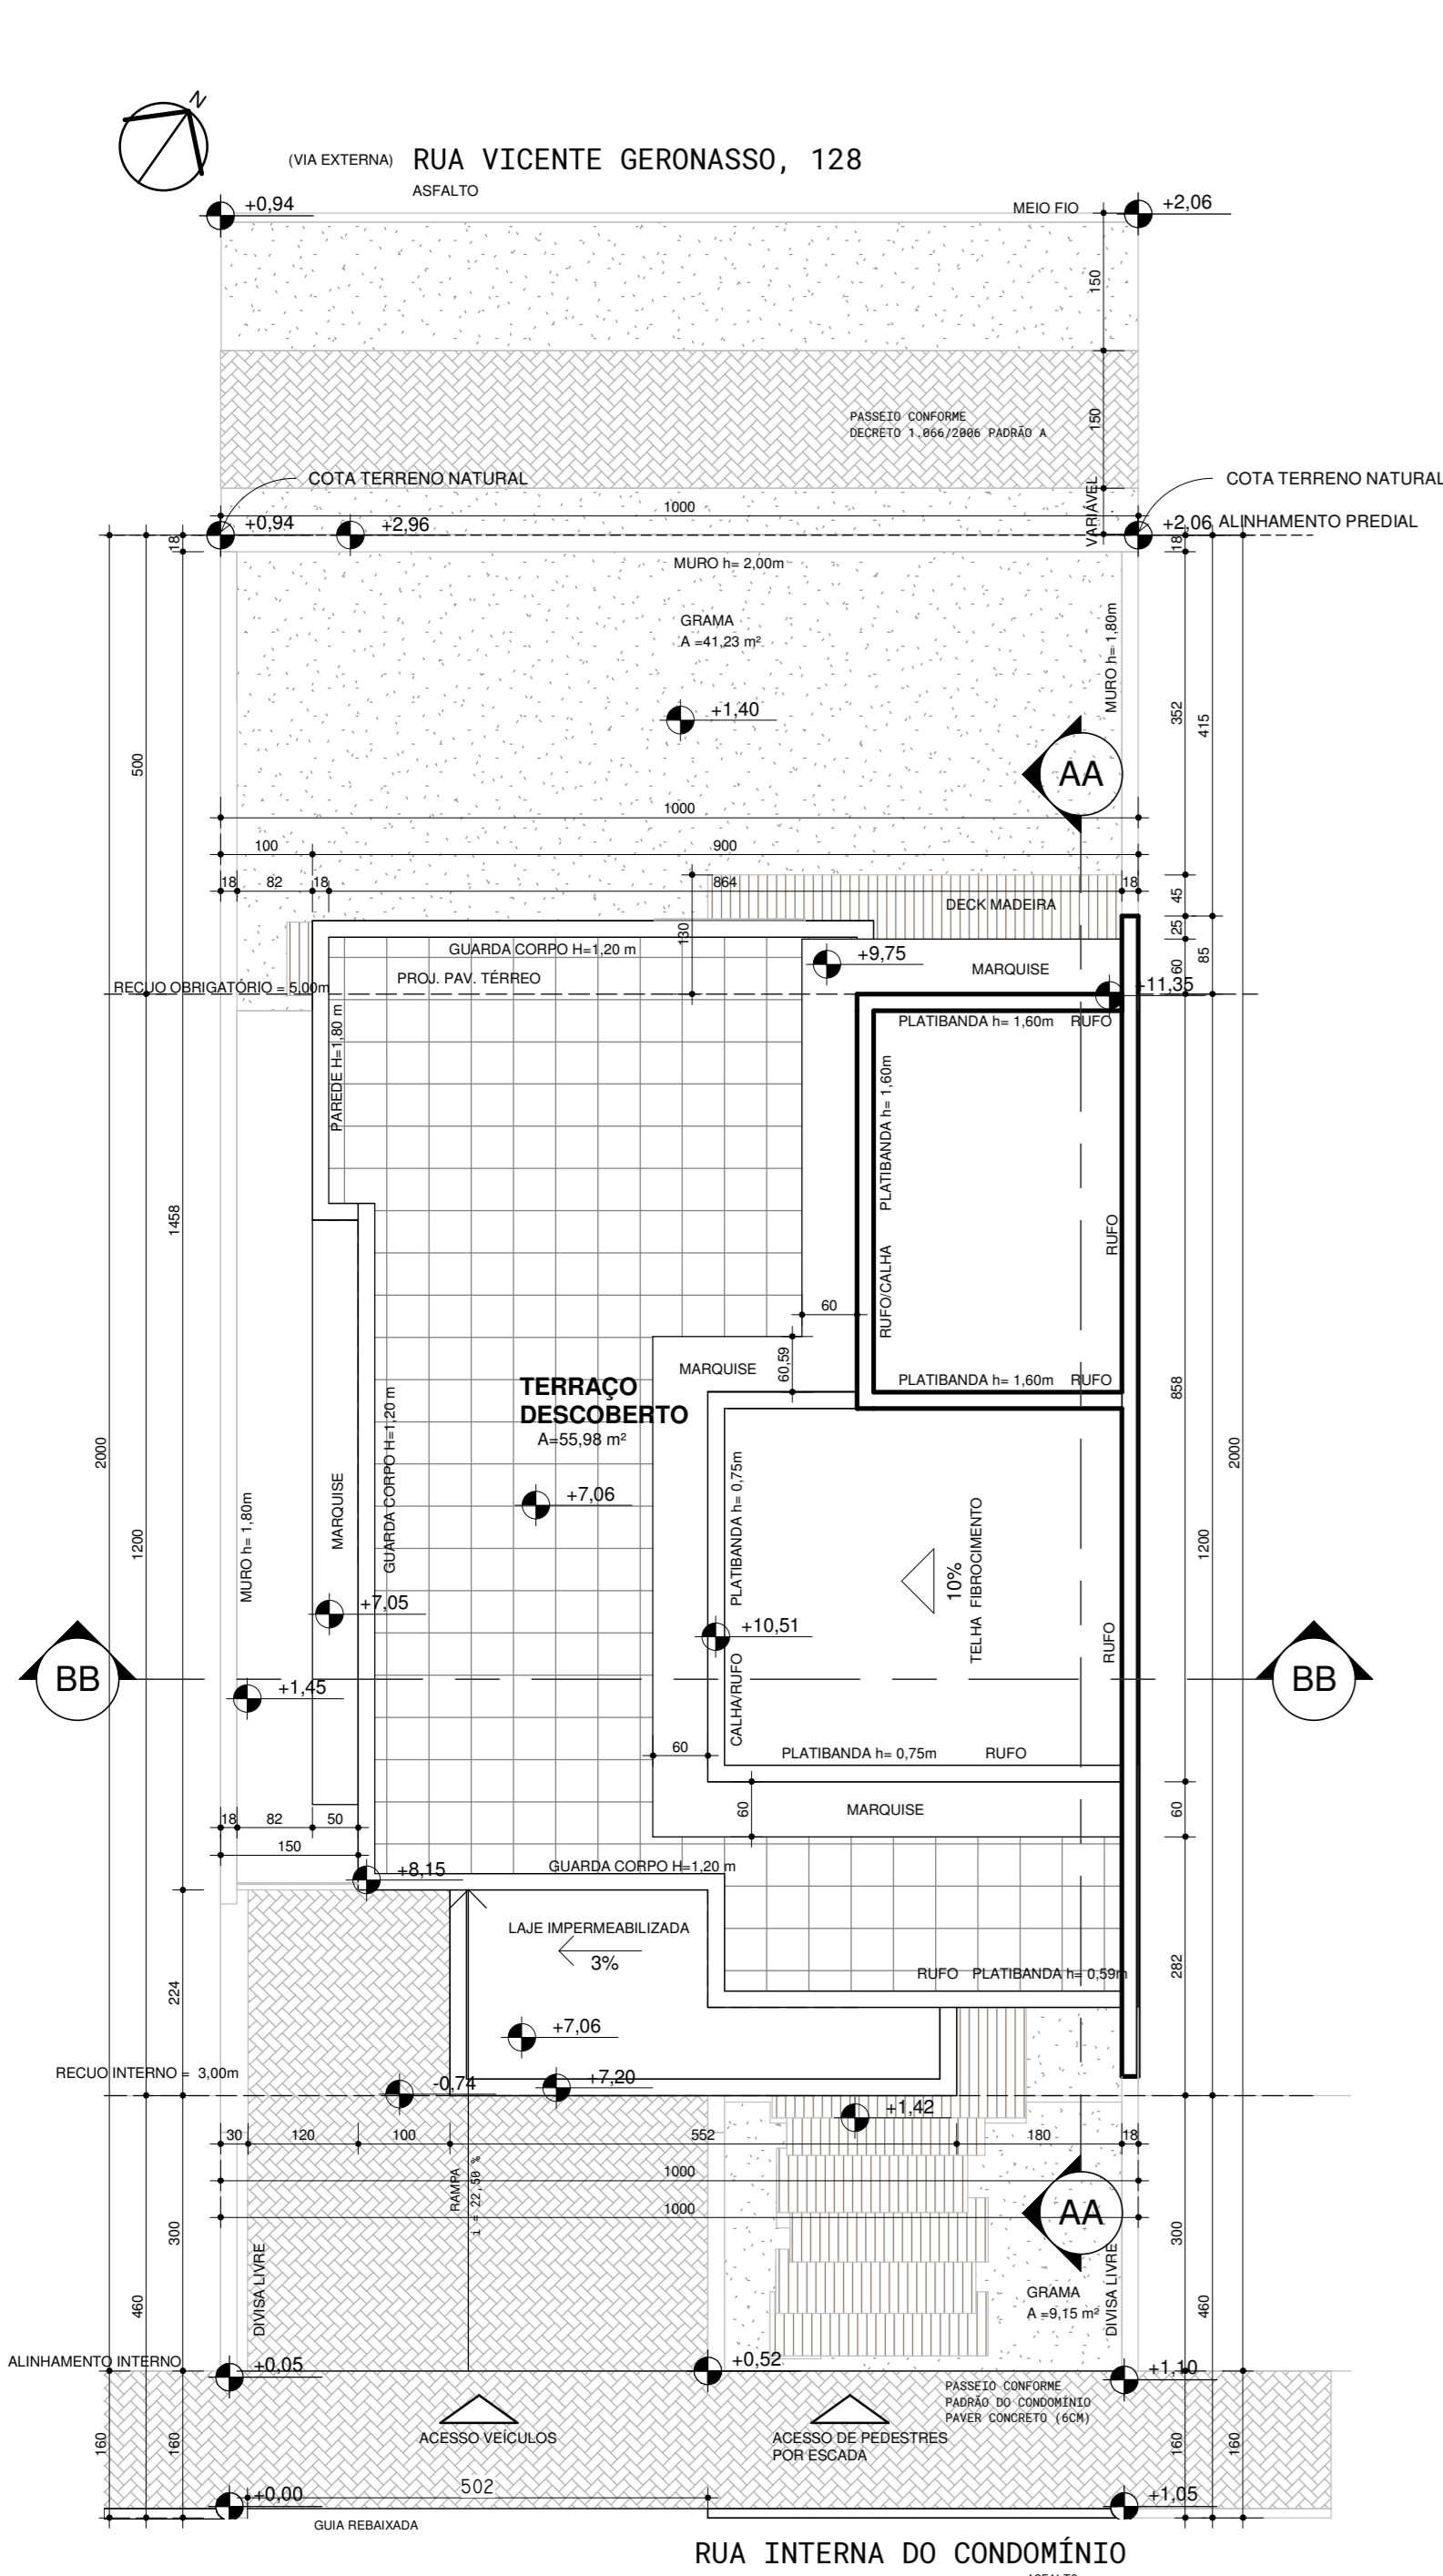 N
(VIA EXTERNA) RUA VICENTE GERONASSO, 128
ASFALTO
+0,94
MEIO FIO
+2,06
150
PASSEIO CONFORME
DECRETO 1.066/2006 PADRÃO A
150
COTA TERRENO NATURAL
COTA TERRENO NATURAL
VARIÁVEL
1000
+0,94
+2,96
+2,06
ALINHAMENTO PREDIAL
18
18
MURO h= 2,00m
GRAMA
A =41,23 m²
MURO h= 1,80m
+1,40
352
415
500
AA
1000
100
900
18
82
18
864
18
DECK MADEIRA
45
130
25
GUARDA CORPO H=1,20 m
+9,75
85
60
MARQUISE
PROJ. PAV. TÉRREO
RECUO OBRIGATÓRIO = 5,00m
+11,35
PLATIBANDA h= 1,60m
RUFO
PAREDE H=1,80 m
PLATIBANDA h= 1,60m
1458
RUFO
RUFO/CALHA
60
60,59
MARQUISE
PLATIBANDA h= 1,60m
RUFO
TERRAÇO
DESCOBERTO
A=55,98 m²
858
GUARDA CORPO H=1,20 m
2000
2000
PLATIBANDA h= 0,75m
+7,06
MARQUISE
MURO h= 1,80m
1200
1200
10%
TELHA FIBROCIMENTO
+7,05
+10,51
RUFO
BB
BB
+1,45
CALHA/RUFO
60
PLATIBANDA h= 0,75m
RUFO
60
MARQUISE
60
18
82
50
150
GUARDA CORPO H=1,20 m
+8,15
LAJE IMPERMEABILIZADA
3%
RUFO
PLATIBANDA h= 0,59m
282
224
+7,06
RECUO INTERNO = 3,00m
-0,74
+7,20
+1,42
30
120
100
552
180
18
1000
RAMPA
i = 22,50 %
1000
AA
300
300
DIVISA LIVRE
DIVISA LIVRE
GRAMA
A =9,15 m²
460
460
ALINHAMENTO INTERNO
+0,05
+0,52
+1,10
PASSEIO CONFORME
PADRÃO DO CONDOMÍNIO
PAVER CONCRETO (6CM)
ACESSO VEÍCULOS
ACESSO DE PEDESTRES
POR ESCADA
160
160
160
160
502
+0,00
+1,05
GUIA REBAIXADA
RUA INTERNA DO CONDOMÍNIO